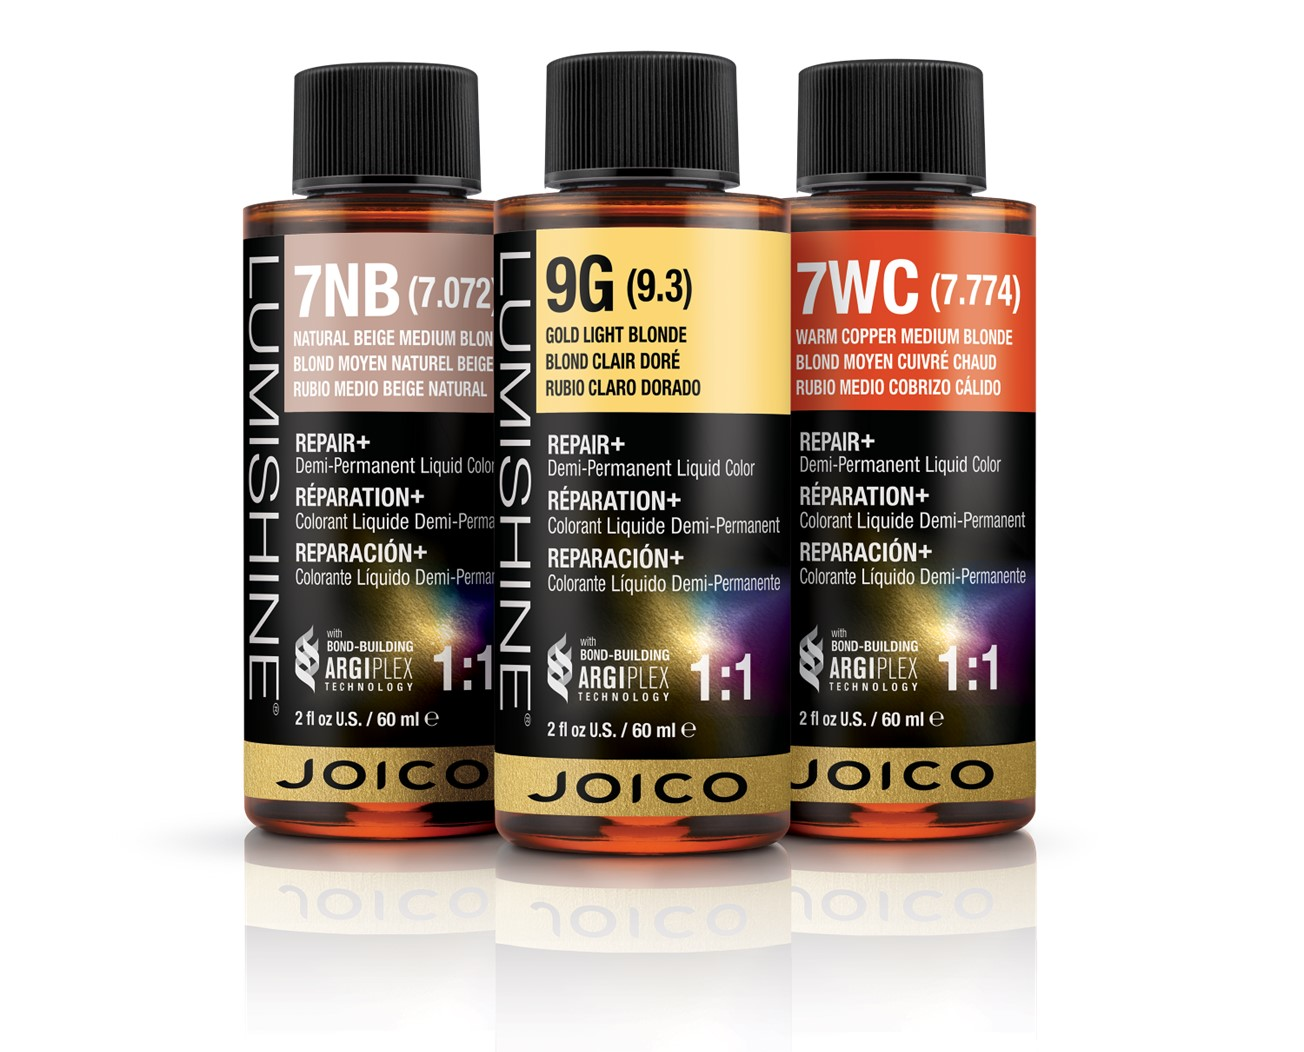 LUMISHINE®
7NB (7.072)
NATURAL BEIGE MEDIUM BLON
BLOND MOYEN NATUREL BEIGE
RUBIO MEDIO BEIGE NATURAL
REPAIR+
Demi-Permanent Liquid Color
RÉPARATION+
Colorant Liquide Demi-Perma
REPARACIÓN+
Colorante Líquido Demi-Perman
with
BOND-BUILDING
ARGIPLEX
TECHNOLOGY
1:1
2 fl oz U.S. / 60 ml ℮
JOICO
LUMISHINE®
9G (9.3)
GOLD LIGHT BLONDE
BLOND CLAIR DORÉ
RUBIO CLARO DORADO
REPAIR+
Demi-Permanent Liquid Color
RÉPARATION+
Colorant Liquide Demi-Permanent
REPARACIÓN+
Colorante Líquido Demi-Permanente
with
BOND-BUILDING
ARGIPLEX
TECHNOLOGY
1:1
2 fl oz U.S. / 60 ml ℮
JOICO
7WC (7.774)
WARM COPPER MEDIUM BLONDE
BLOND MOYEN CUIVRÉ CHAUD
RUBIO MEDIO COBRIZO CÁLIDO
REPAIR+
Demi-Permanent Liquid Color
RÉPARATION+
Colorant Liquide Demi-Permanent
REPARACIÓN+
Colorante Líquido Demi-Permanente
with
BOND-BUILDING
ARGIPLEX
TECHNOLOGY
1:1
2 fl oz U.S. / 60 ml ℮
JOICO